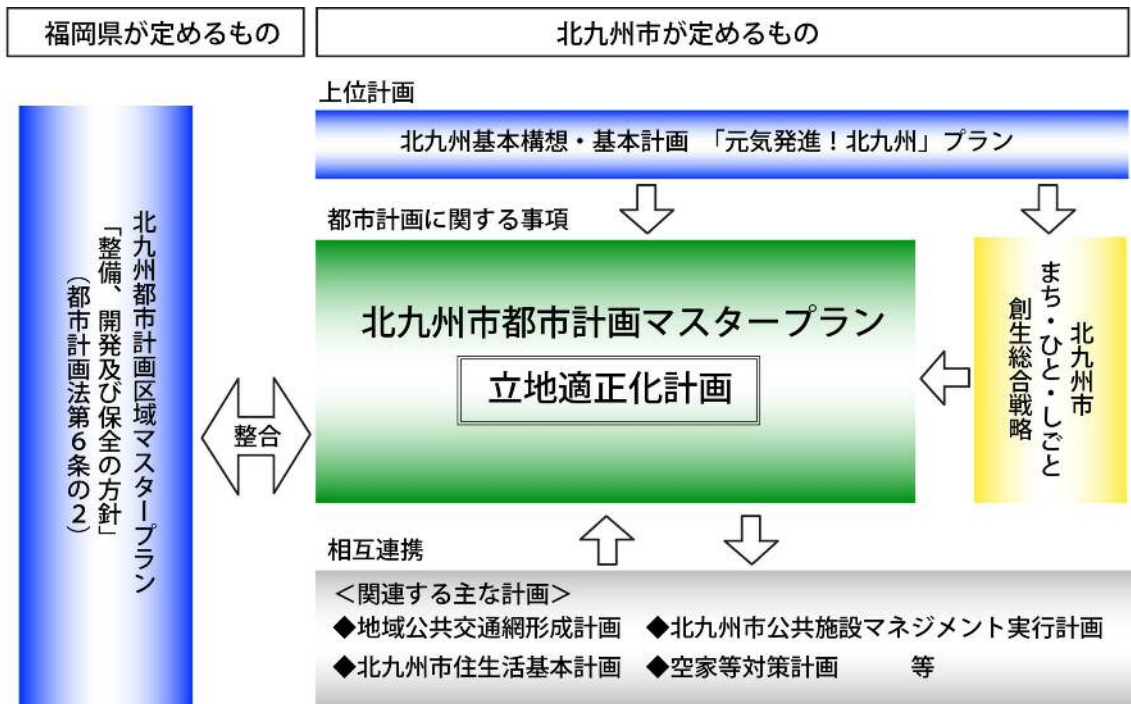 福岡県が定めるもの
北九州市が定めるもの
上位計画
北九州基本構想・基本計画 「元気発進！北九州」プラン
都市計画に関する事項
北九州都市計画区域マスタープラン
「整備、開発及び保全の方針」
（都市計画法第６条の２）
整合
北九州市都市計画マスタープラン
立地適正化計画
北九州市
まち・ひと・しごと
創生総合戦略
相互連携
＜関連する主な計画＞
◆地域公共交通網形成計画 ◆北九州市公共施設マネジメント実行計画
◆北九州市住生活基本計画 ◆空家等対策計画 等